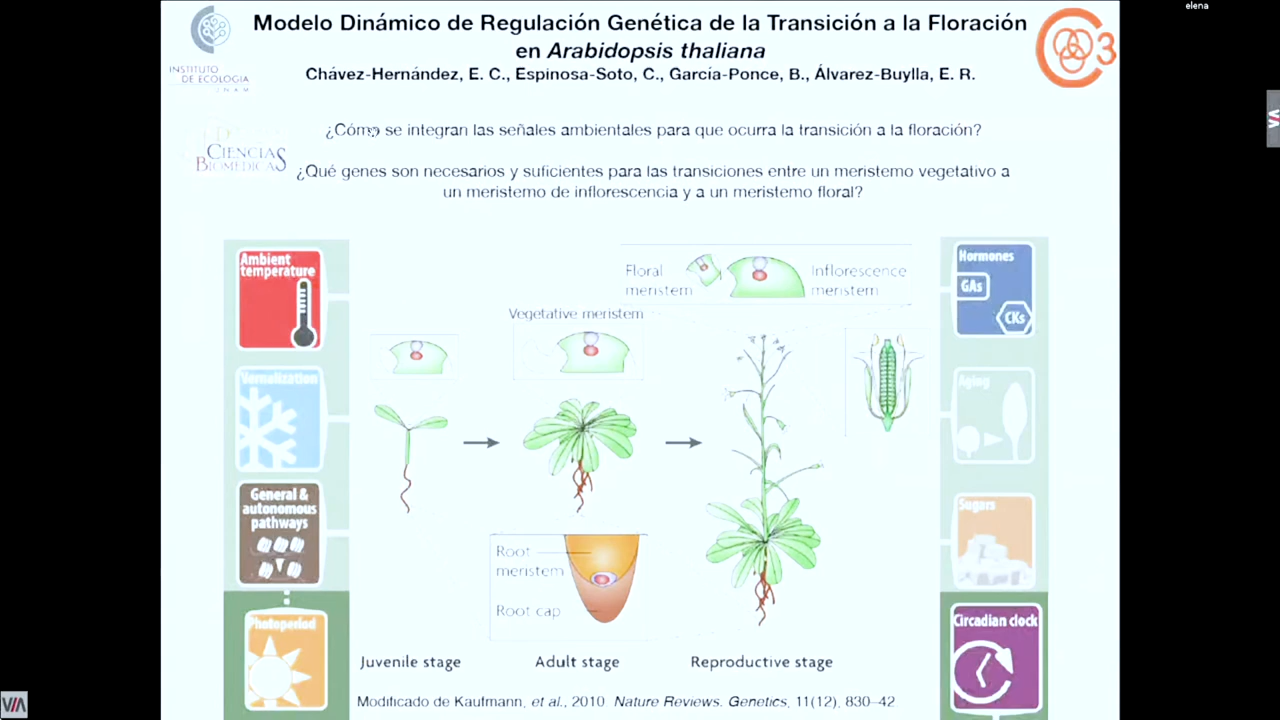 elena
Modelo Dinámico de Regulación Genética de la Transición a la Floración
en Arabidopsis thaliana
Chávez-Hernández, E. C., Espinosa-Soto, C., García-Ponce, B., Álvarez-Buylla, E. R.
INSTITUTO
DE ECOLOGÍA
UNAM
3
CIENCIAS
BIOMÉDICAS
¿Cómo se integran las señales ambientales para que ocurra la transición a la floración?
¿Qué genes son necesarios y suficientes para las transiciones entre un meristemo vegetativo a
un meristemo de inflorescencia y a un meristemo floral?
Ambient
temperature
Vernalization
General &
autonomous
pathways
Photoperiod
Floral
meristem
Inflorescence
meristem
Vegetative meristem
Root
meristem
Root cap
Juvenile stage
Adult stage
Reproductive stage
Hormones
GAs
CKs
Aging
Sugars
Circadian clock
Modificado de Kaufmann, et al., 2010 Nature Reviews. Genetics, 11(12), 830–42.
VIA